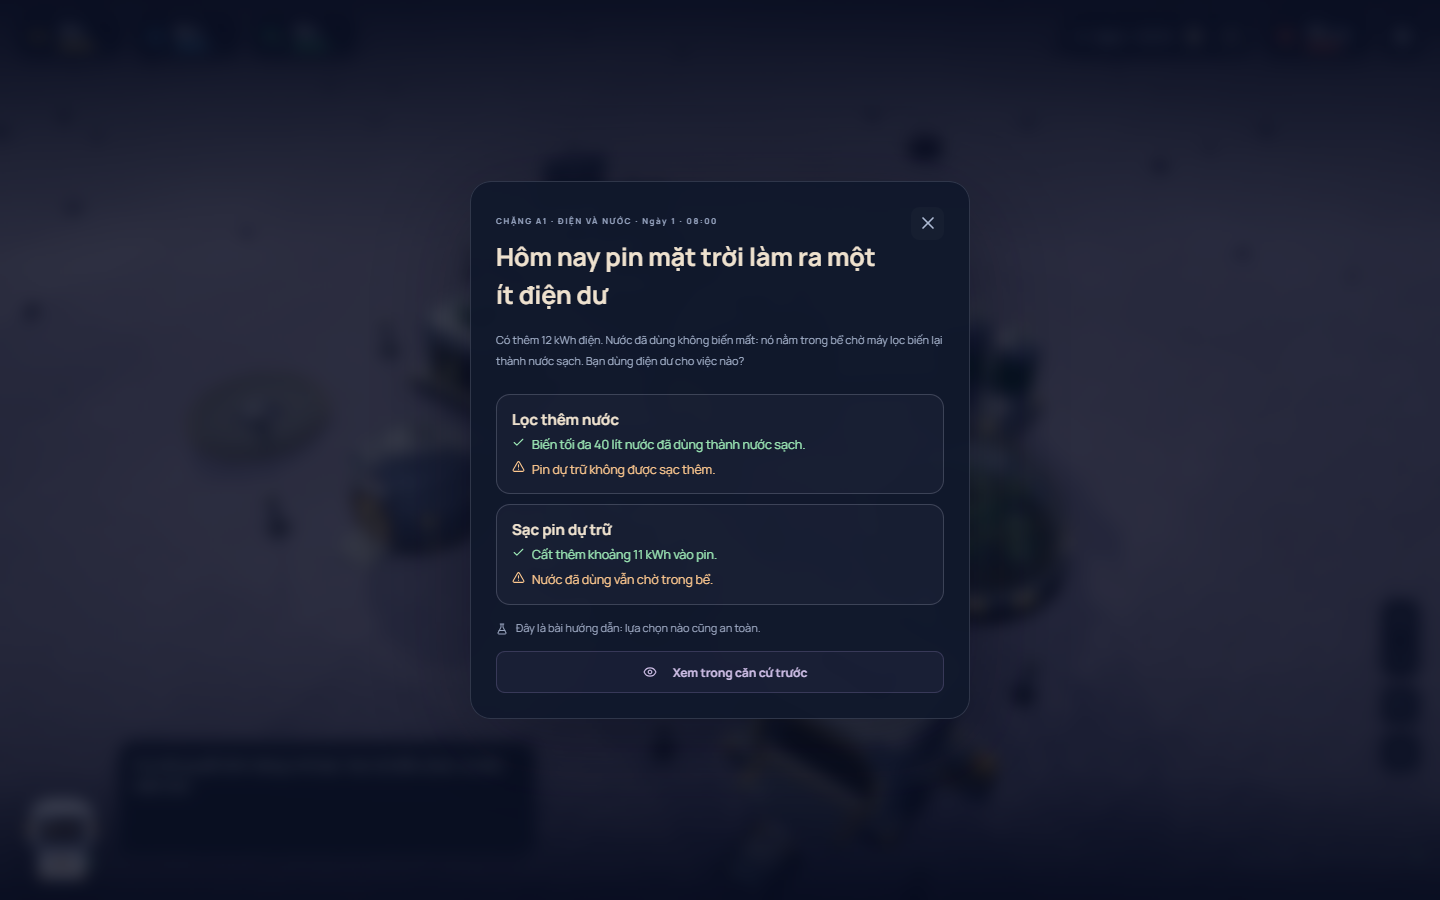 CHẶNG A1 · ĐIỆN VÀ NƯỚC · Ngày 1 · 08:00
Hôm nay pin mặt trời làm ra một
ít điện dư
Có thêm 12 kWh điện. Nước đã dùng không biến mất: nó nằm trong bể chờ máy lọc biến lại
thành nước sạch. Bạn dùng điện dư cho việc nào?
Lọc thêm nước
Biến tối đa 40 lít nước đã dùng thành nước sạch.
Pin dự trữ không được sạc thêm.
Sạc pin dự trữ
Cất thêm khoảng 11 kWh vào pin.
Nước đã dùng vẫn chờ trong bể.
Đây là bài hướng dẫn: lựa chọn nào cũng an toàn.
Xem trong căn cứ trước